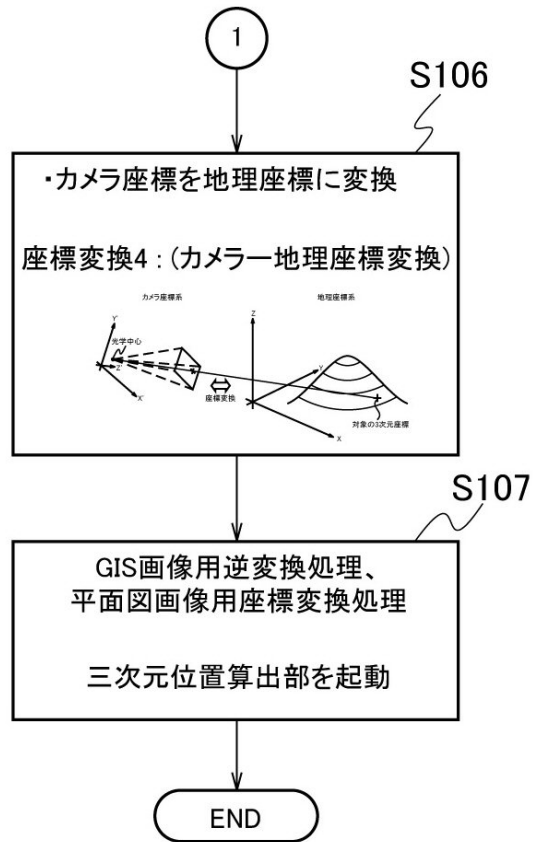 1
S106
・カメラ座標を地理座標に変換
座標変換4:(カメラー地理座標変換)
カメラ座標系
地理座標系
Y'
光学中心
Z'
X'
座標変換
Z
Y
X
対象の3次元座標
S107
GIS画像用逆変換処理、
平面図画像用座標変換処理
三次元位置算出部を起動
END